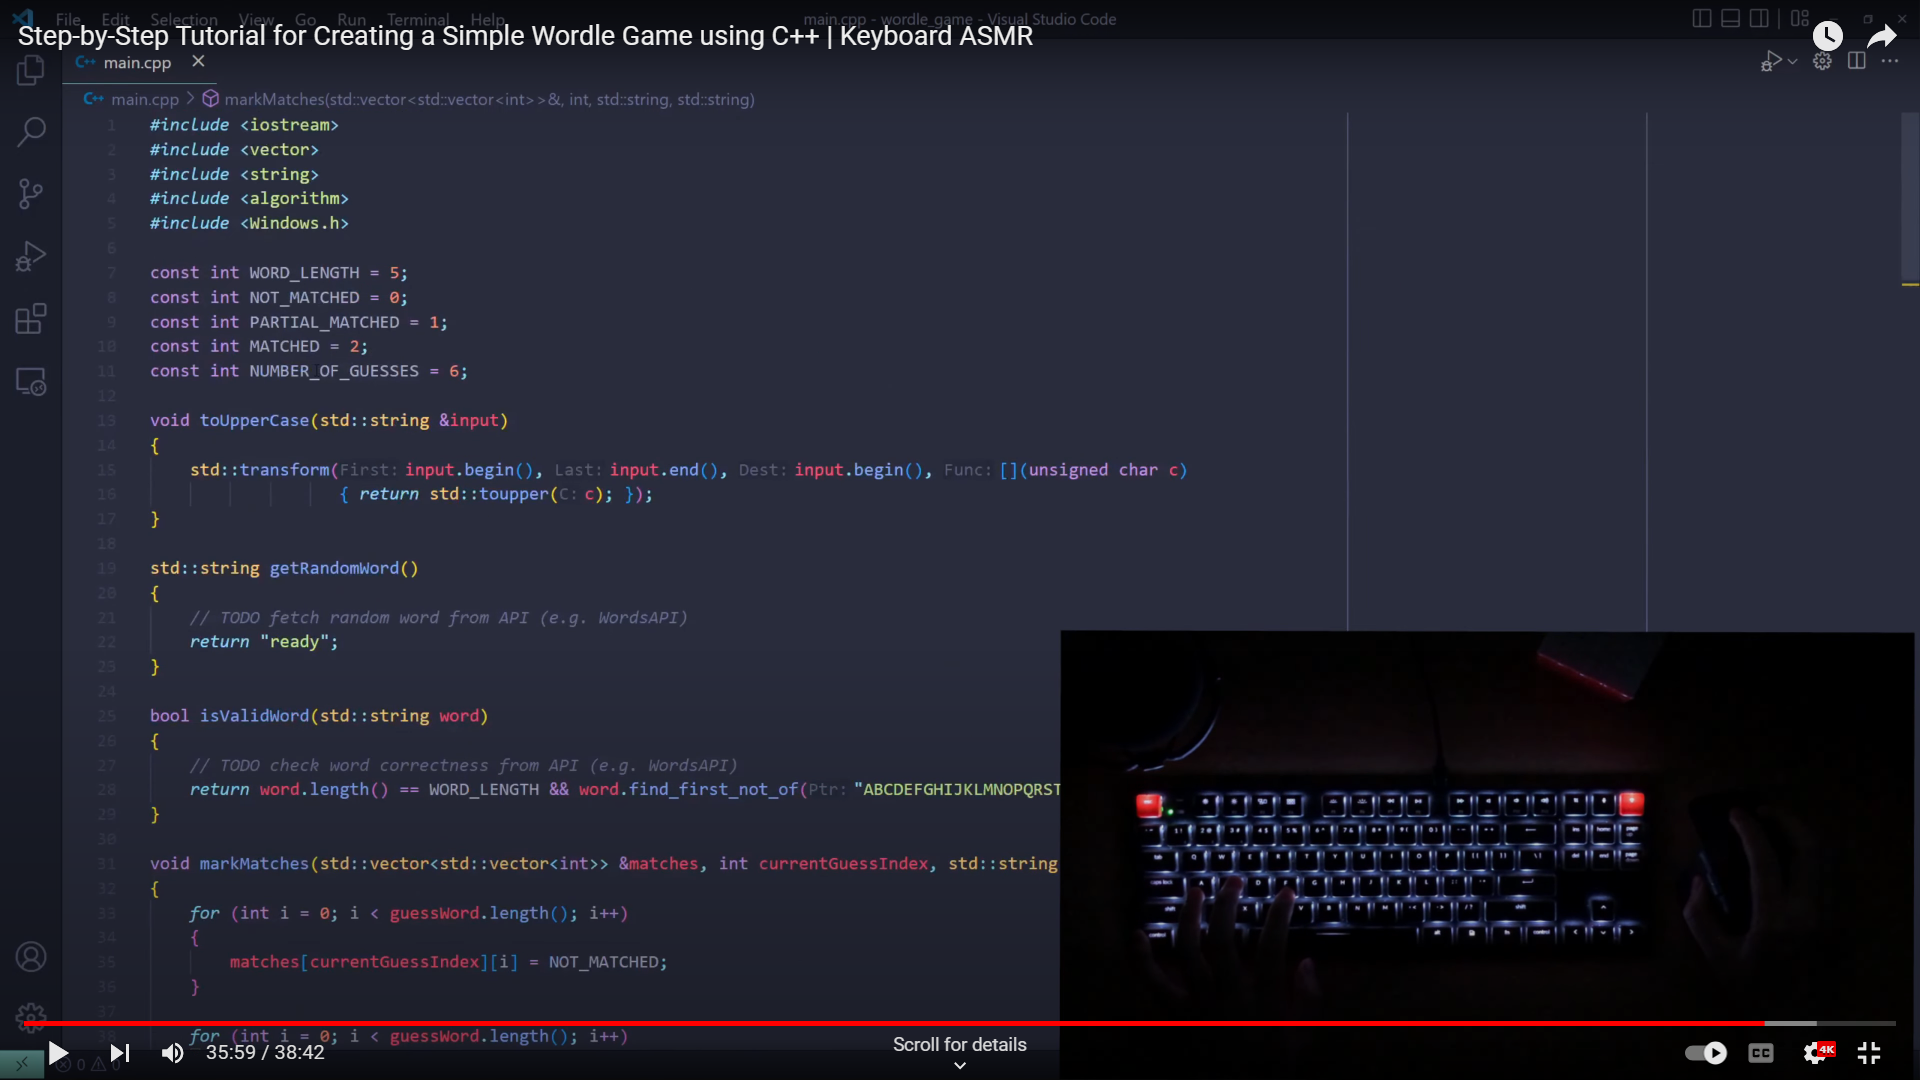 File Edit Selection View Go Run Terminal Help
main.cpp - wordle_game - Visual Studio Code
Step-by-Step Tutorial for Creating a Simple Wordle Game using C++ | Keyboard ASMR
C++ main.cpp
C++ main.cpp > markMatches(std::vector<std::vector<int>>&, int, std::string, std::string)
1 #include <iostream>
2 #include <vector>
3 #include <string>
4 #include <algorithm>
5 #include <Windows.h>
6
7 const int WORD_LENGTH = 5;
8 const int NOT_MATCHED = 0;
9 const int PARTIAL_MATCHED = 1;
10 const int MATCHED = 2;
11 const int NUMBER_OF_GUESSES = 6;
12
13 void toUpperCase(std::string &input)
14 {
15 std::transform(First: input.begin(), Last: input.end(), Dest: input.begin(), Func: [](unsigned char c)
16 { return std::toupper(C: c); });
17 }
18
19 std::string getRandomWord()
20 {
21 // TODO fetch random word from API (e.g. WordsAPI)
22 return "ready";
23 }
24
25 bool isValidWord(std::string word)
26 {
27 // TODO check word correctness from API (e.g. WordsAPI)
28 return word.length() == WORD_LENGTH && word.find_first_not_of(Ptr: "ABCDEFGHIJKLMNOPQRST
29 }
30
31 void markMatches(std::vector<std::vector<int>> &matches, int currentGuessIndex, std::string
32 {
33 for (int i = 0; i < guessWord.length(); i++)
34 {
35 matches[currentGuessIndex][i] = NOT_MATCHED;
36 }
37
38 for (int i = 0; i < guessWord.length(); i++)
35:59 / 38:42
Scroll for details
CC
4K
0 0